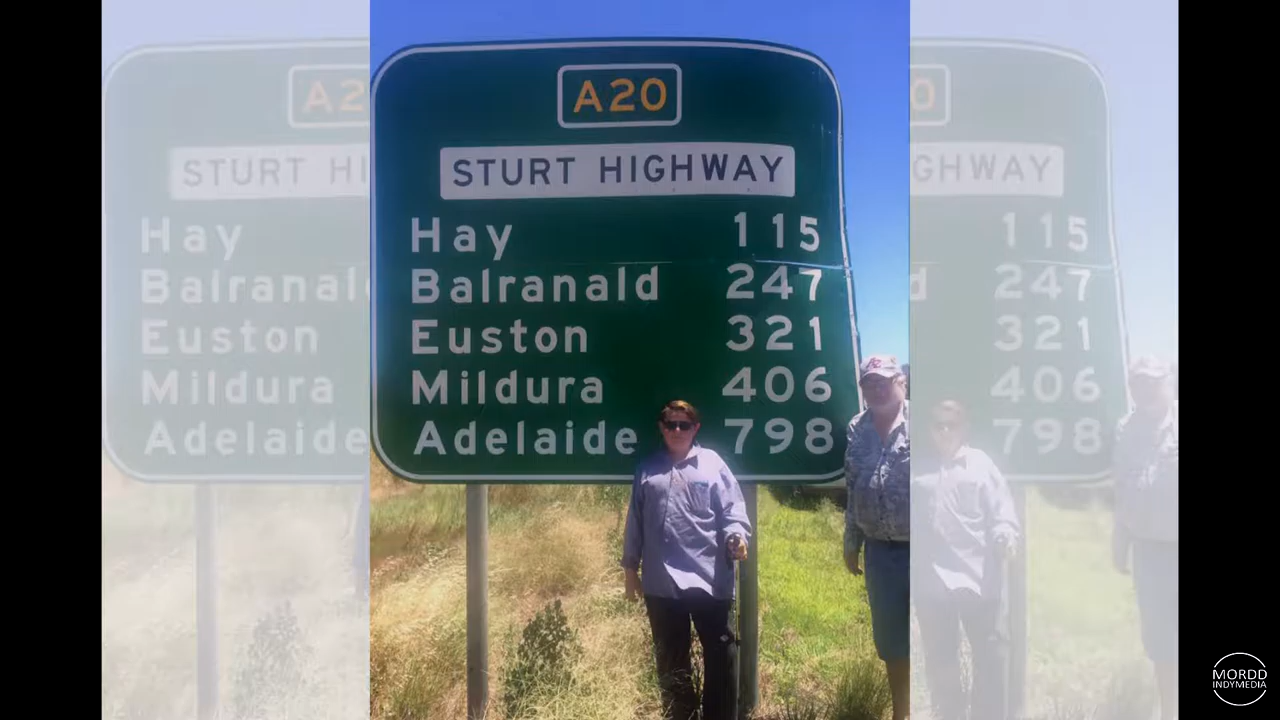 A20
STURT HIGHWAY
Hay 115
Balranald 247
Euston 321
Mildura 406
Adelaide 798
MORDD
INDYMEDIA